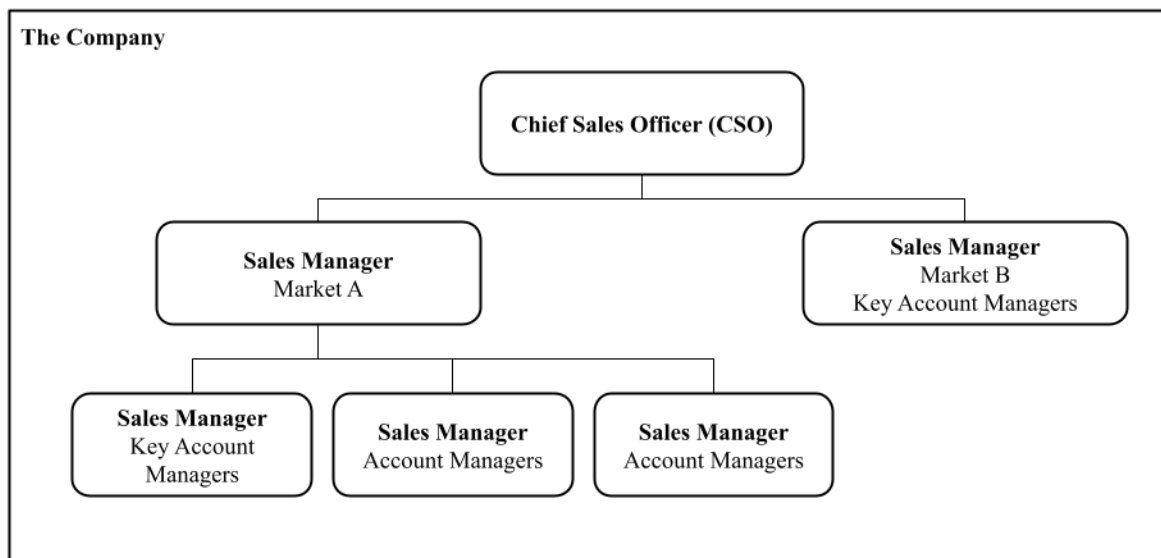 The Company
Chief Sales Officer (CSO)
Sales Manager
Market A
Sales Manager
Market B
Key Account Managers
Sales Manager
Key Account
Managers
Sales Manager
Account Managers
Sales Manager
Account Managers